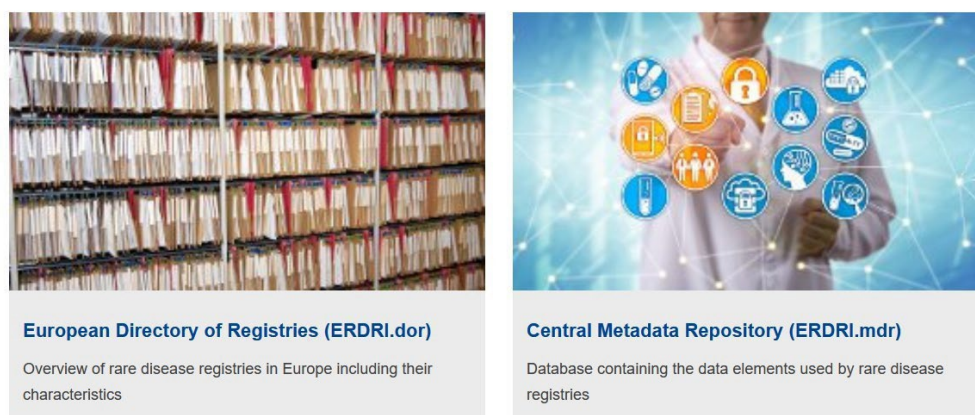 European Directory of Registries (ERDRI.dor)
Overview of rare disease registries in Europe including their
characteristics
Central Metadata Repository (ERDRI.mdr)
Database containing the data elements used by rare disease
registries